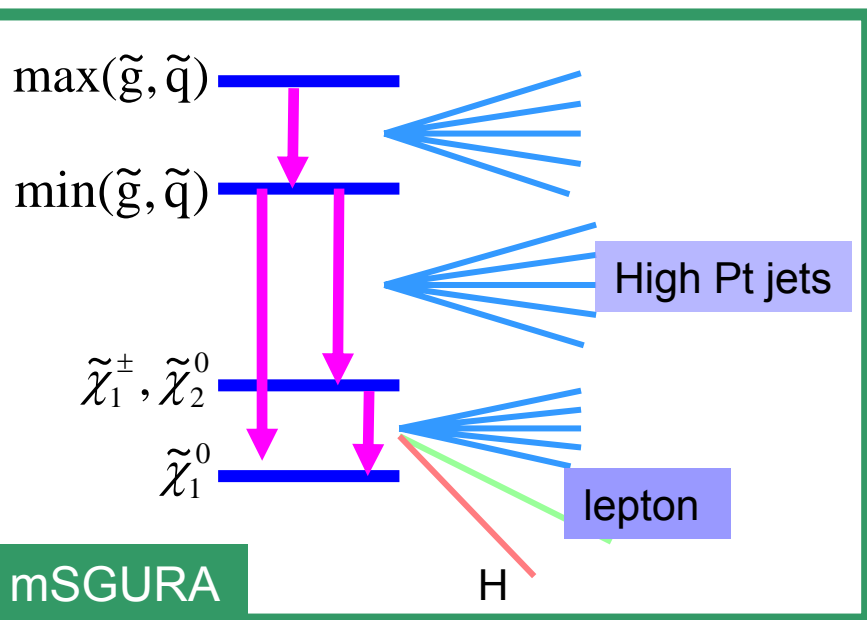 max(g̃,q̃)
min(g̃,q̃)
High Pt jets
χ̃₁±,χ̃₂⁰
χ̃₁⁰
lepton
mSGURA
H